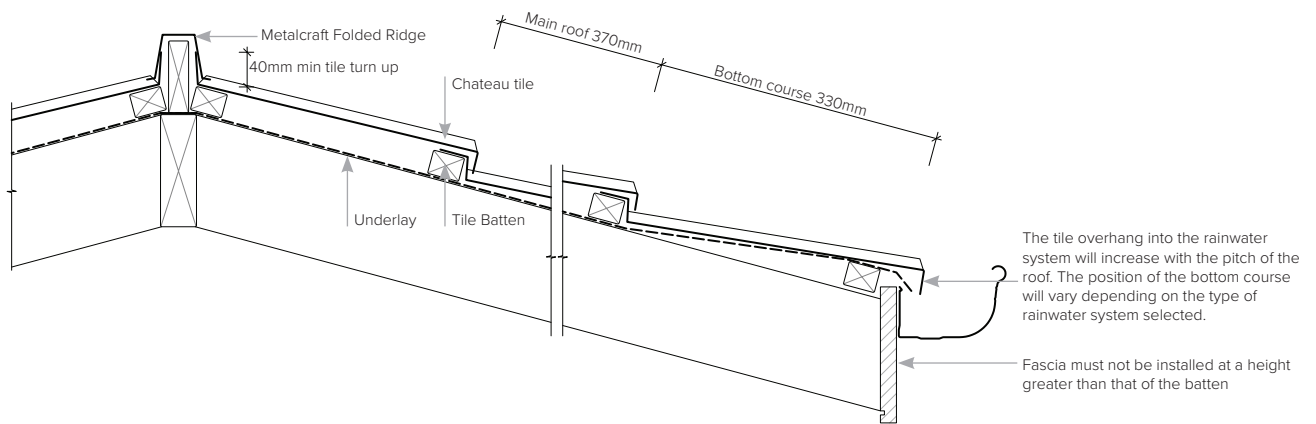 Metalcraft Folded Ridge
40mm min tile turn up
Main roof 370mm
Chateau tile
Bottom course 330mm
Underlay
Tile Batten
The tile overhang into the rainwater
system will increase with the pitch of the
roof. The position of the bottom course
will vary depending on the type of
rainwater system selected.
Fascia must not be installed at a height
greater than that of the batten